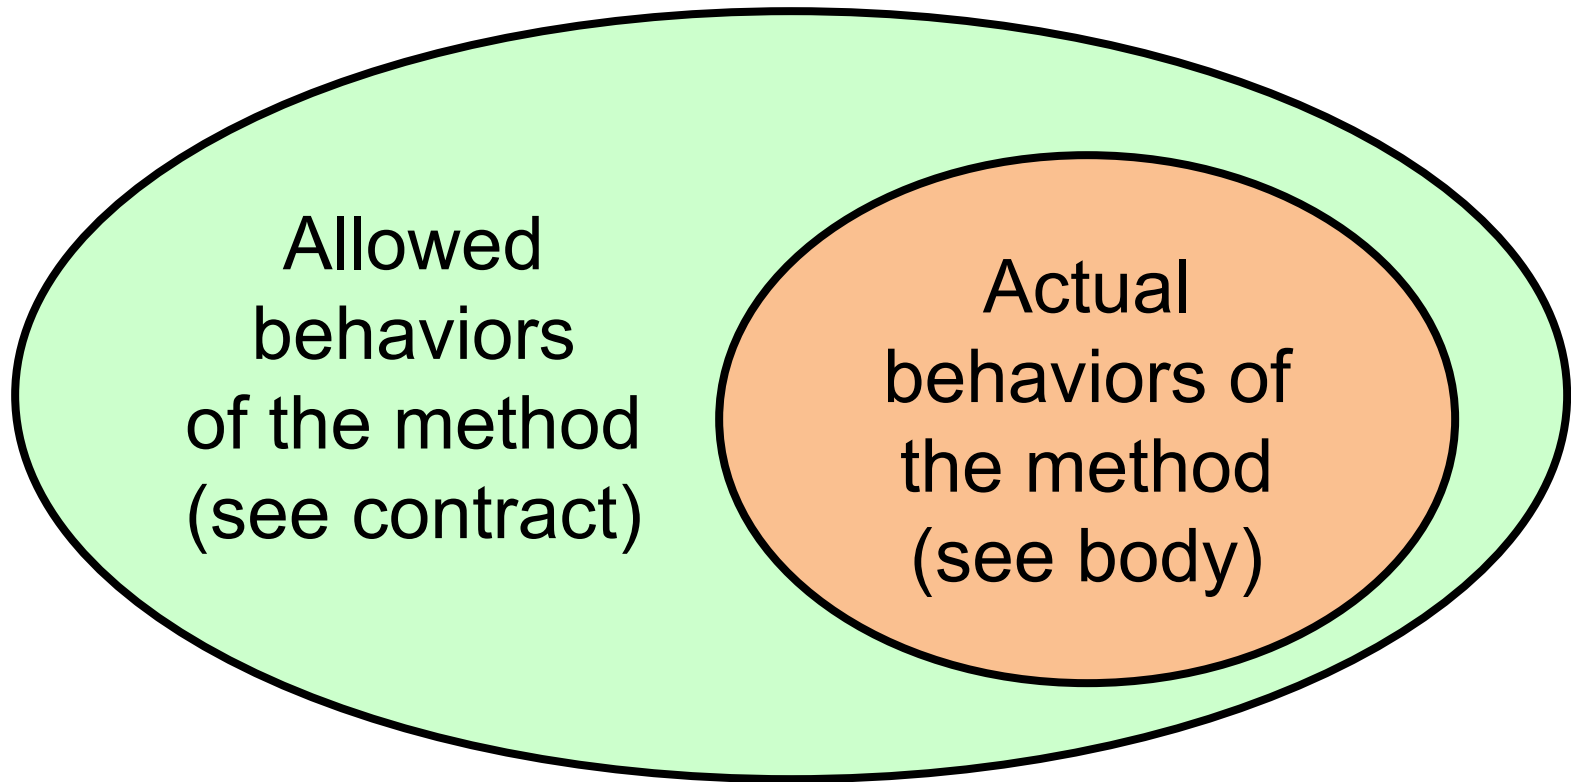 Allowed
behaviors
of the method
(see contract)
Actual
behaviors of
the method
(see body)